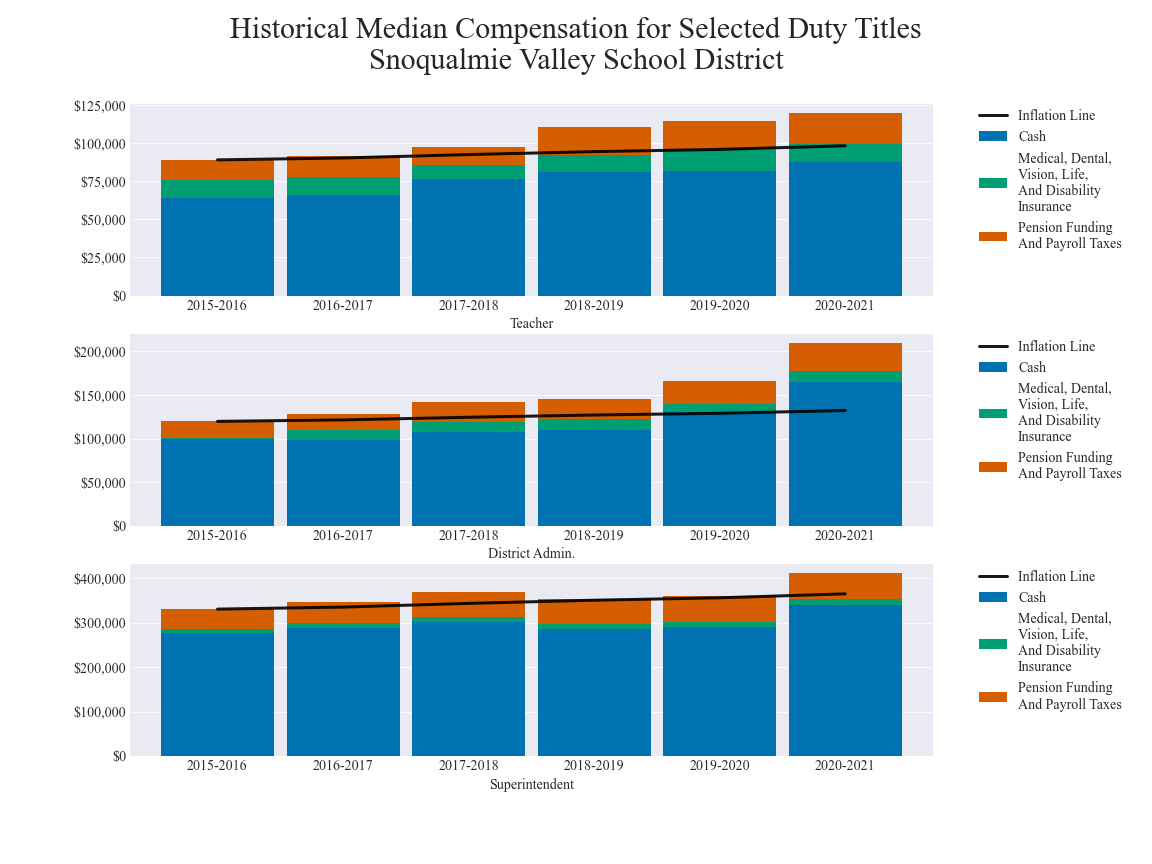 Historical Median Compensation for Selected Duty Titles
Snoqualmie Valley School District
$125,000
$100,000
$75,000
$50,000
$25,000
$0
2015-2016 2016-2017 2017-2018 2018-2019 2019-2020 2020-2021
Teacher
Inflation Line
Cash
Medical, Dental,
Vision, Life,
And Disability
Insurance
Pension Funding
And Payroll Taxes
$200,000
$150,000
$100,000
$50,000
$0
2015-2016 2016-2017 2017-2018 2018-2019 2019-2020 2020-2021
District Admin.
Inflation Line
Cash
Medical, Dental,
Vision, Life,
And Disability
Insurance
Pension Funding
And Payroll Taxes
$400,000
$300,000
$200,000
$100,000
$0
2015-2016 2016-2017 2017-2018 2018-2019 2019-2020 2020-2021
Superintendent
Inflation Line
Cash
Medical, Dental,
Vision, Life,
And Disability
Insurance
Pension Funding
And Payroll Taxes